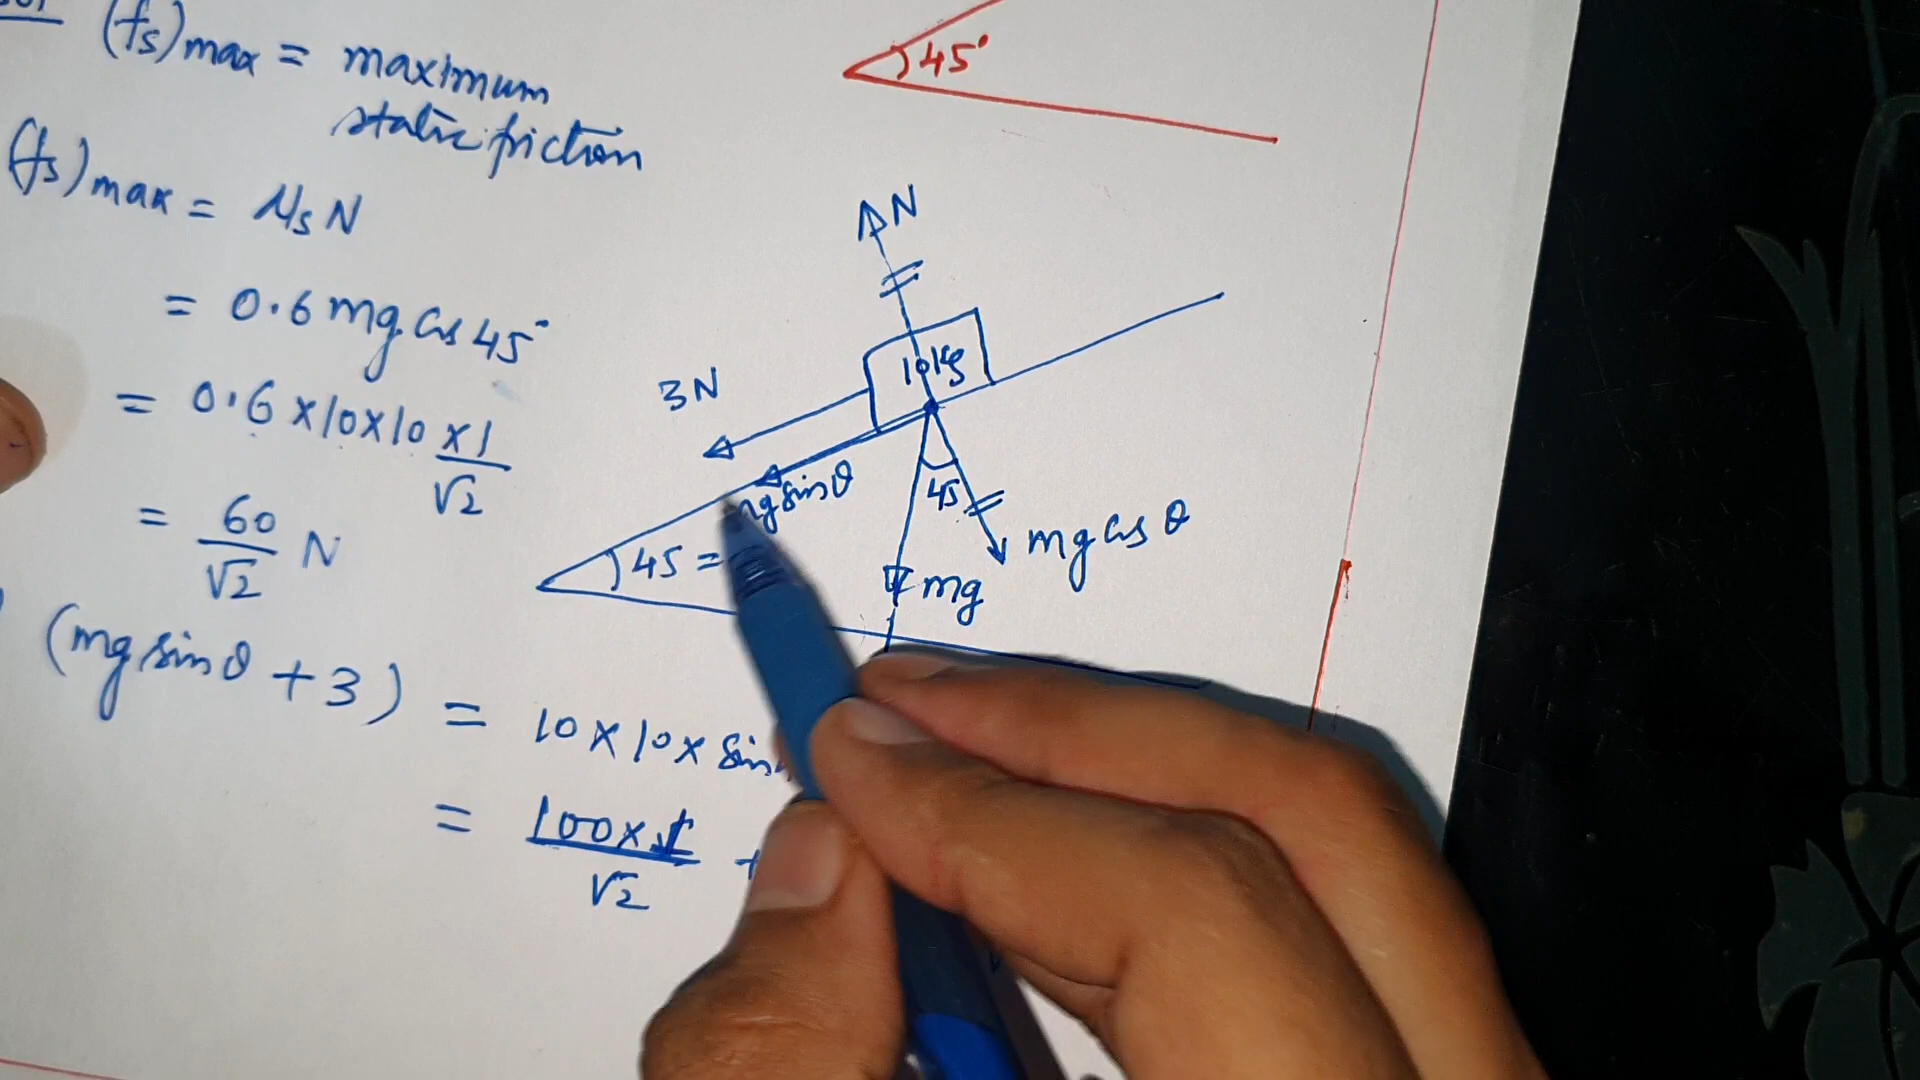 (fs)max = maximum
static friction
(fs)max = μs N
= 0.6 mg cos 45°
= 0.6 x 10 x 10 x 1
√2
= 60
√2 N
(mg sin θ + 3) = 10 x 10 x sin
= 100 x 1 +
√2
45°
N
10 kg
3N
mg sin θ
45
mg cos θ
45 =
mg